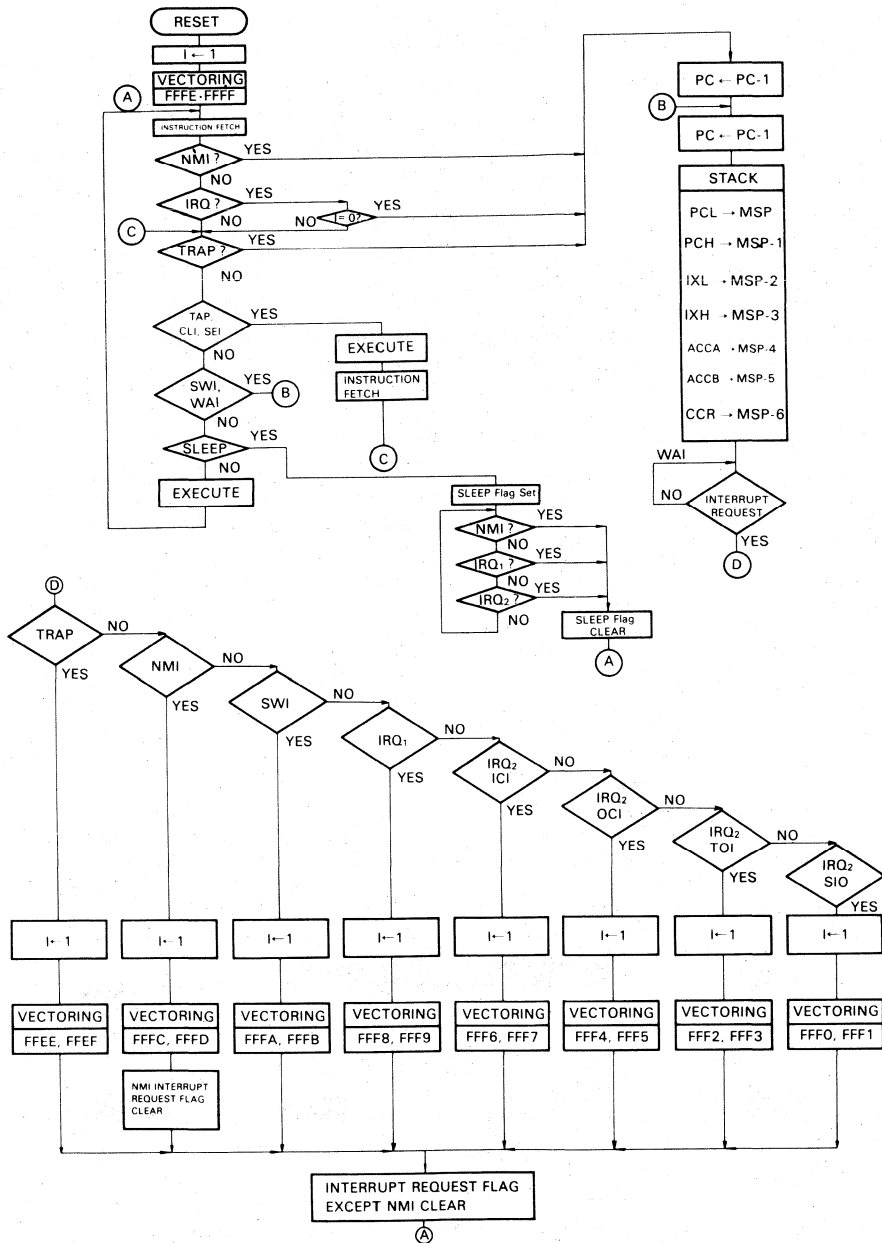 RESET
I ← 1
VECTORING
FFFE·FFFF
A
INSTRUCTION FETCH
NMI ?
YES
NO
IRQ ?
YES
NO
I = 0?
YES
NO
C
TRAP ?
YES
NO
TAP,
CLI, SEI
YES
NO
EXECUTE
INSTRUCTION
FETCH
C
SWI,
WAI
YES
B
NO
SLEEP
YES
NO
EXECUTE
PC ← PC-1
B
PC ← PC-1
STACK
PCL → MSP
PCH → MSP-1
IXL → MSP-2
IXH → MSP-3
ACCA · MSP-4
ACCB · MSP-5
CCR → MSP-6
WAI
NO
INTERRUPT
REQUEST
YES
D
SLEEP Flag Set
NMI ?
YES
NO
IRQ₁ ?
YES
NO
IRQ₂ ?
YES
NO
SLEEP Flag
CLEAR
A
D
TRAP
NO
YES
NMI
NO
YES
SWI
NO
YES
IRQ₁
NO
YES
IRQ₂
ICI
NO
YES
IRQ₂
OCI
NO
YES
IRQ₂
TOI
NO
YES
IRQ₂
SIO
YES
I ← 1
I ← 1
I ← 1
I ← 1
I ← 1
I ← 1
I ← 1
I ← 1
VECTORING
FFEE, FFEF
VECTORING
FFFC, FFFD
VECTORING
FFFA, FFFB
VECTORING
FFF8, FFF9
VECTORING
FFF6, FFF7
VECTORING
FFF4, FFF5
VECTORING
FFF2, FFF3
VECTORING
FFF0, FFF1
NMI INTERRUPT
REQUEST FLAG
CLEAR
INTERRUPT REQUEST FLAG
EXCEPT NMI CLEAR
A